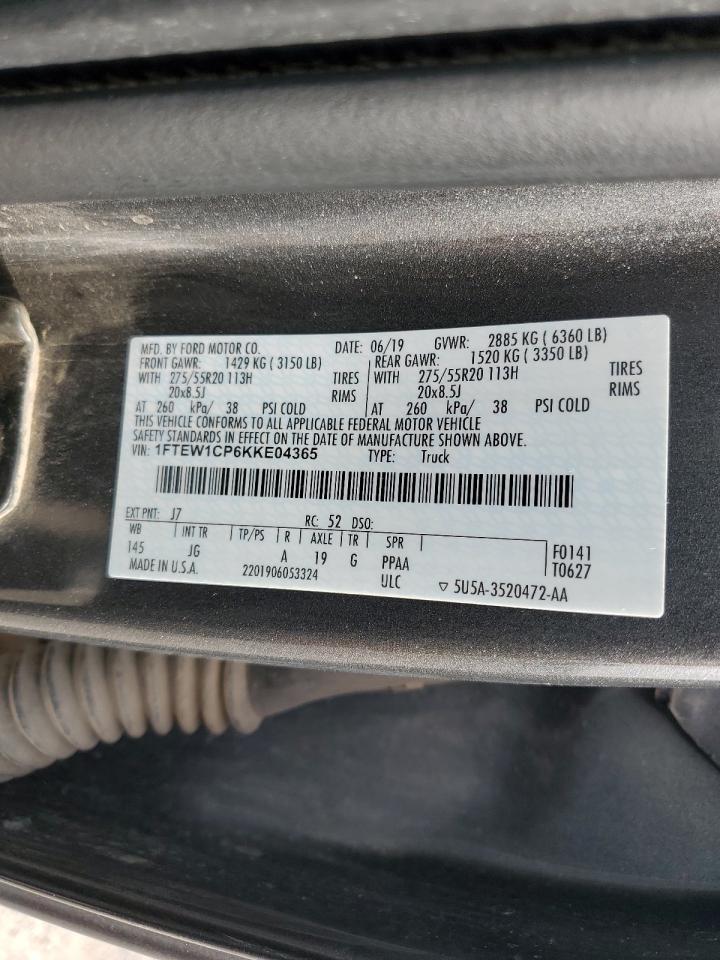 MFD. BY FORD MOTOR CO. DATE: 06/19 GVWR: 2885 KG ( 6360 LB)
FRONT GAWR: 1429 KG ( 3150 LB) REAR GAWR: 1520 KG ( 3350 LB)
WITH 275/55R20 113H TIRES WITH 275/55R20 113H TIRES
20x8.5J RIMS 20x8.5J RIMS
AT 260 kPa/ 38 PSI COLD AT 260 kPa/ 38 PSI COLD
THIS VEHICLE CONFORMS TO ALL APPLICABLE FEDERAL MOTOR VEHICLE
SAFETY STANDARDS IN EFFECT ON THE DATE OF MANUFACTURE SHOWN ABOVE.
VIN: 1FTEW1CP6KKE04365 TYPE: Truck
EXT PNT: J7 RC: 52 DSO:
WB INT TR TP/PS R AXLE TR SPR F0141
145 JG A 19 G PPAA T0627
MADE IN U.S.A. 2201906053324 ULC ▽ 5U5A-3520472-AA